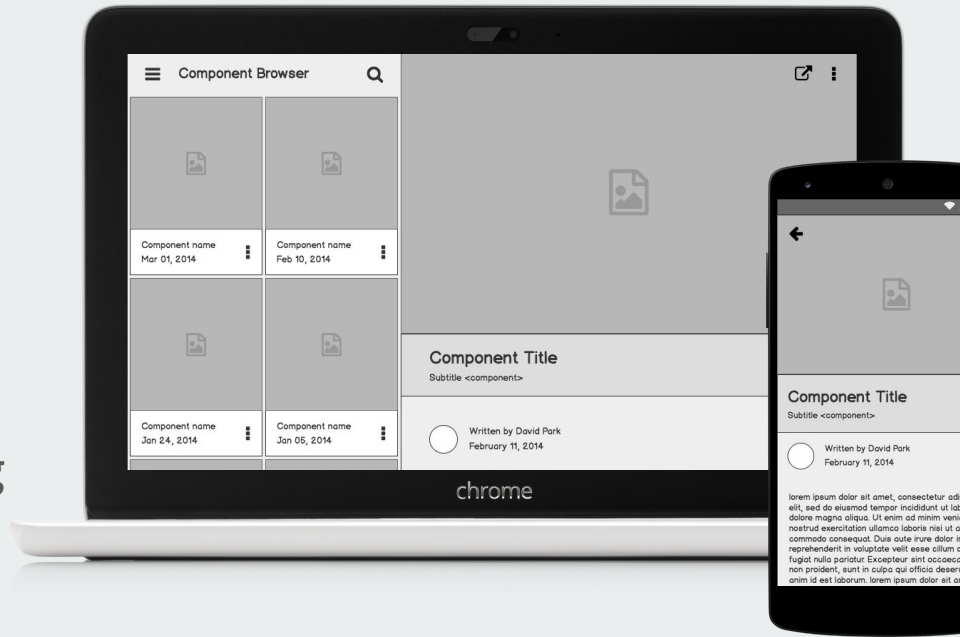 Component Browser
Component name
Mar 01, 2014
Component name
Feb 10, 2014
Component name
Jan 24, 2014
Component name
Jan 05, 2014
Component Title
Subtitle <component>
Written by David Park
February 11, 2014
chrome
Component Title
Subtitle <component>
Written by David Park
February 11, 2014
lorem ipsum dolor sit amet, consectetur
elit, sed do eiusmod tempor incididunt ut
dolore magna aliqua. Ut enim ad minim
nostrud exercitation ullamco laboris nisi ut
commodo consequat. Duis aute irure dolor
reprehenderit in voluptate velit esse cillum
fugiat nulla pariatur. Excepteur sint
non proident, sunt in culpa qui officia
anim id est laborum. lorem ipsum dolor sit
g